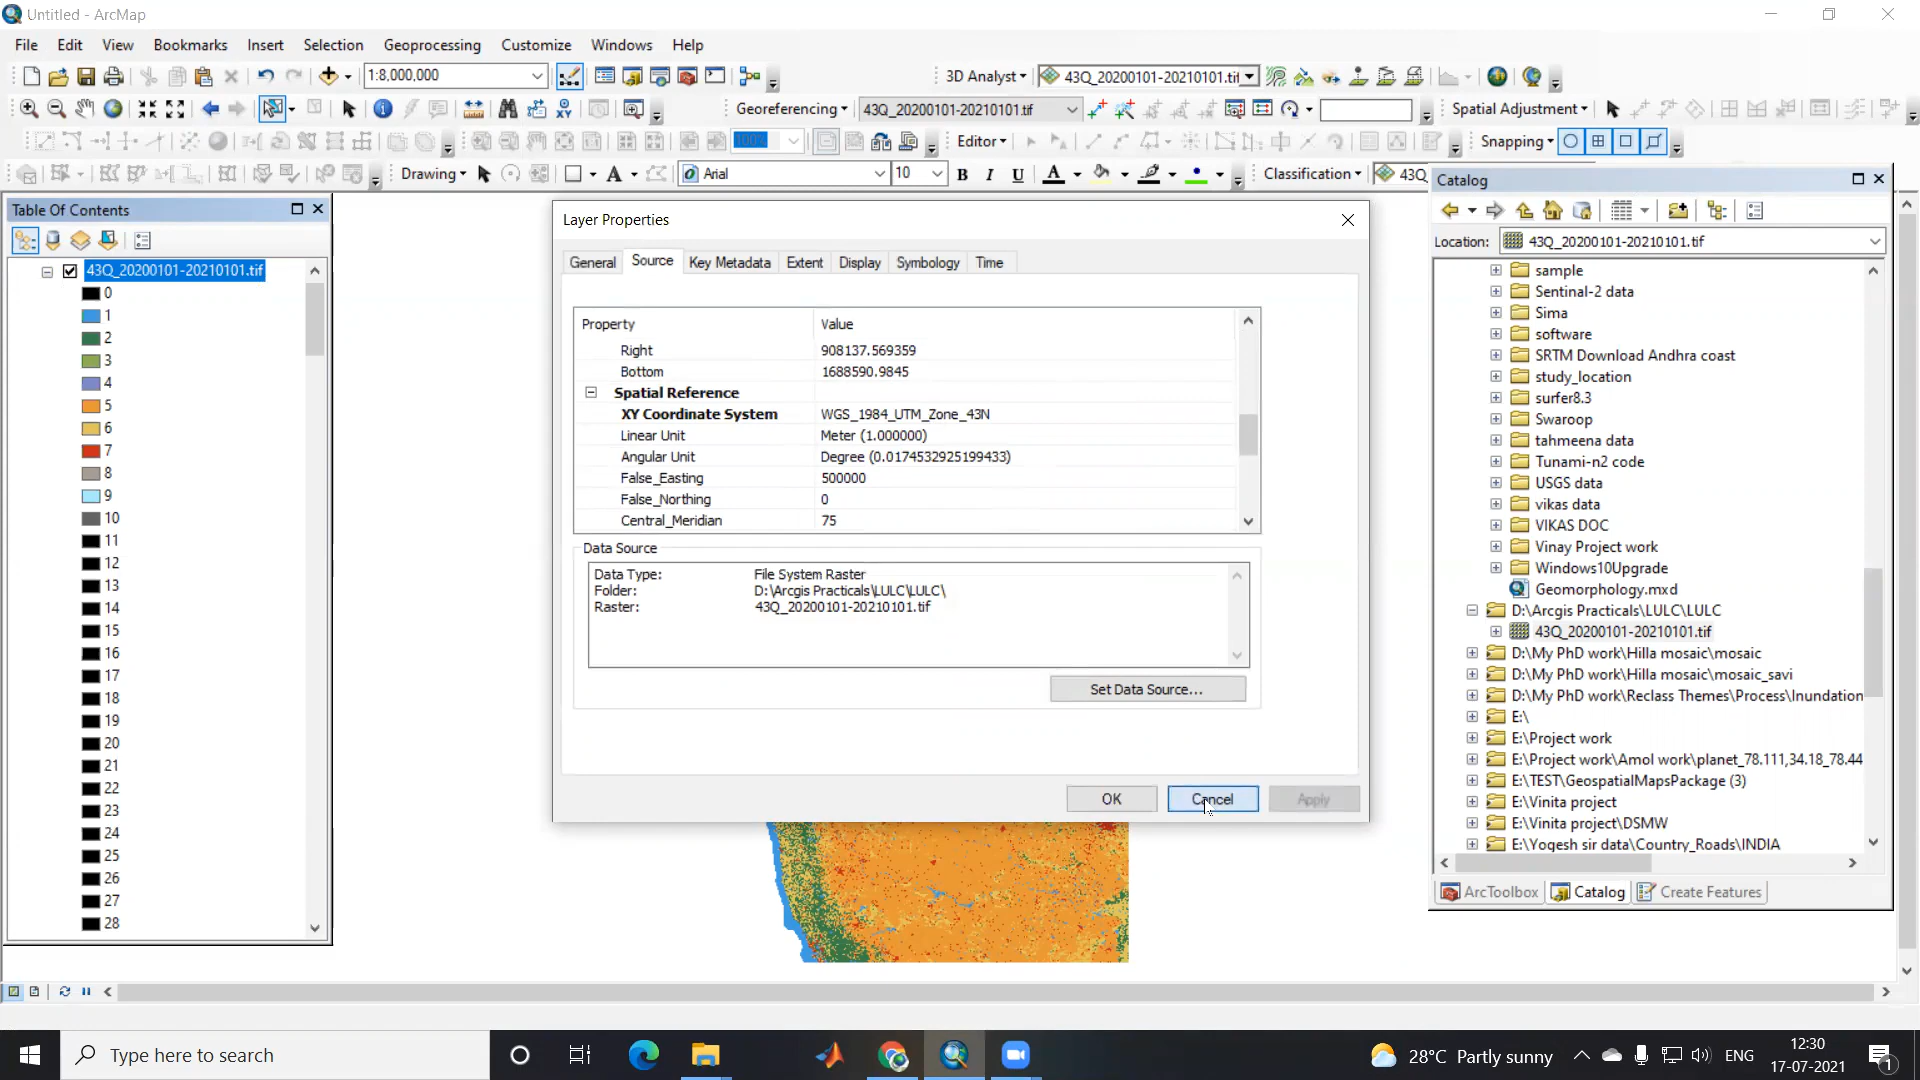 Untitled - ArcMap
File Edit View Bookmarks Insert Selection Geoprocessing Customize Windows Help
1:8,000,000
3D Analyst 43Q_20200101-20210101.tif
Georeferencing 43Q_20200101-20210101.tif
Spatial Adjustment
100%
Editor
Snapping
Drawing
Arial
10
B I U A
Classification 43Q
Table Of Contents
43Q_20200101-20210101.tif
0
1
2
3
4
5
6
7
8
9
10
11
12
13
14
15
16
17
18
19
20
21
22
23
24
25
26
27
28
Layer Properties
General Source Key Metadata Extent Display Symbology Time
Property Value
Right 908137.569359
Bottom 1688590.9845
Spatial Reference
XY Coordinate System WGS_1984_UTM_Zone_43N
Linear Unit Meter (1.000000)
Angular Unit Degree (0.0174532925199433)
False_Easting 500000
False_Northing 0
Central_Meridian 75
Data Source
Data Type: File System Raster
Folder: D:\Arcgis Practicals\LULC\LULC\
Raster: 43Q_20200101-20210101.tif
Set Data Source...
OK Cancel Apply
Catalog
Location: 43Q_20200101-20210101.tif
sample
Sentinal-2 data
Sima
software
SRTM Download Andhra coast
study_location
surfer8.3
Swaroop
tahmeena data
Tunami-n2 code
USGS data
vikas data
VIKAS DOC
Vinay Project work
Windows10Upgrade
Geomorphology.mxd
D:\Arcgis Practicals\LULC\LULC
43Q_20200101-20210101.tif
D:\My PhD work\Hilla mosaic\mosaic
D:\My PhD work\Hilla mosaic\mosaic_savi
D:\My PhD work\Reclass Themes\Process\Inundation
E:\
E:\Project work
E:\Project work\Amol work\planet_78.111,34.18_78.44
E:\TEST\GeospatialMapsPackage (3)
E:\Vinita project
E:\Vinita project\DSMW
E:\Yogesh sir data\Country_Roads\INDIA
ArcToolbox Catalog Create Features
Type here to search
28°C Partly sunny
ENG
12:30
17-07-2021
1